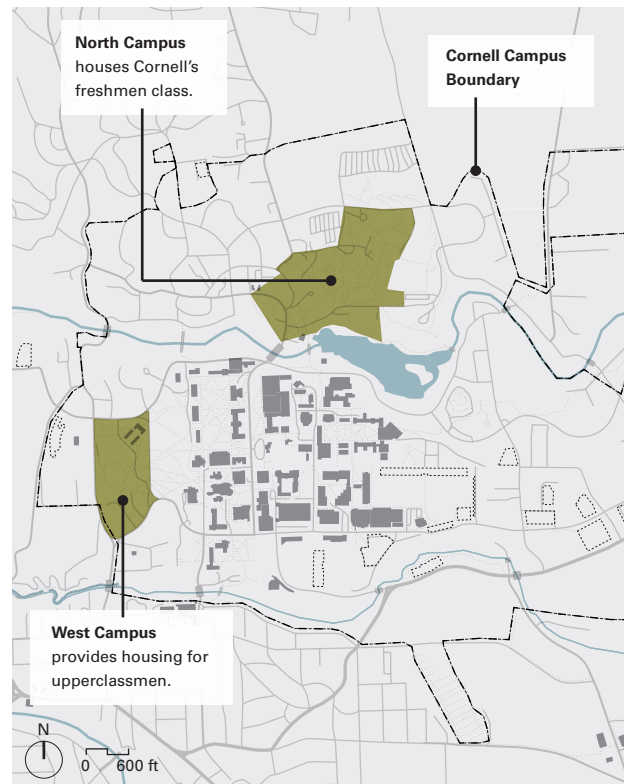 North Campus
houses Cornell’s
freshmen class.
Cornell Campus
Boundary
West Campus
provides housing for
upperclassmen.
N
0 600 ft